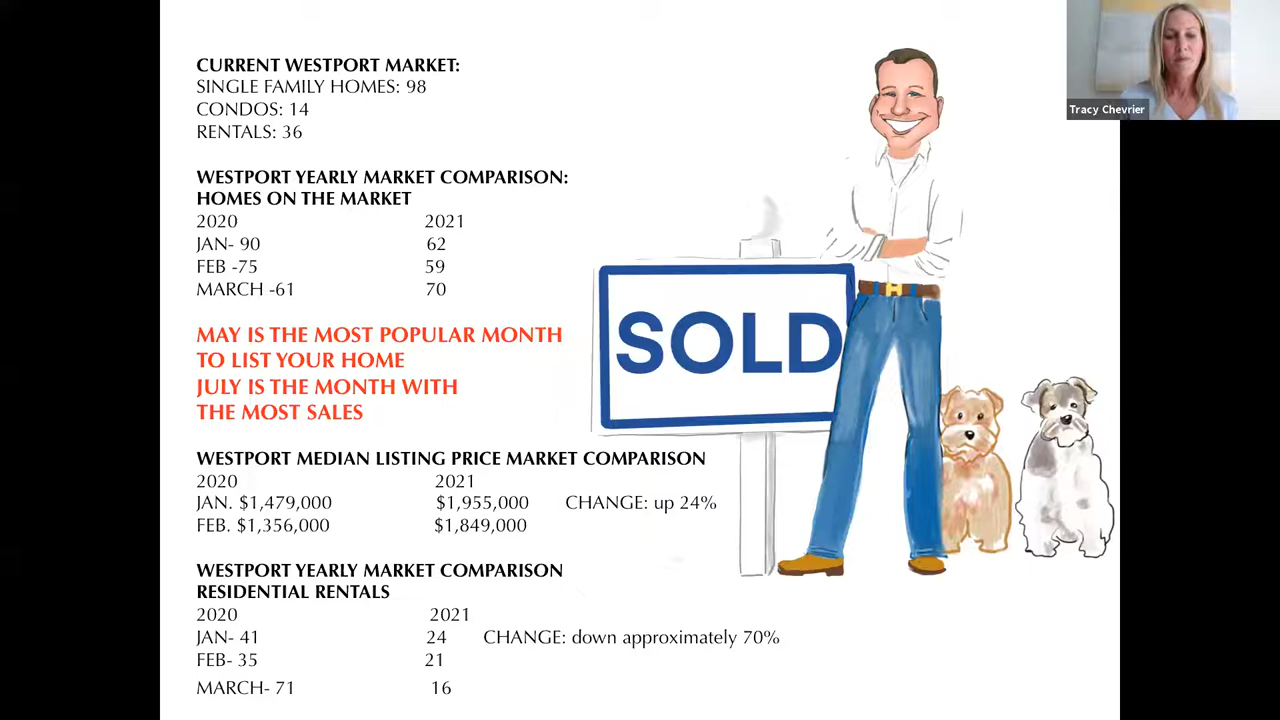 CURRENT WESTPORT MARKET:
SINGLE FAMILY HOMES: 98
CONDOS: 14
RENTALS: 36
WESTPORT YEARLY MARKET COMPARISON:
HOMES ON THE MARKET
2020 2021
JAN- 90 62
FEB -75 59
MARCH -61 70
MAY IS THE MOST POPULAR MONTH
TO LIST YOUR HOME
JULY IS THE MONTH WITH
THE MOST SALES
WESTPORT MEDIAN LISTING PRICE MARKET COMPARISON
2020 2021
JAN. $1,479,000 $1,955,000 CHANGE: up 24%
FEB. $1,356,000 $1,849,000
WESTPORT YEARLY MARKET COMPARISON
RESIDENTIAL RENTALS
2020 2021
JAN- 41 24 CHANGE: down approximately 70%
FEB- 35 21
MARCH- 71 16
SOLD
Tracy Chevrier